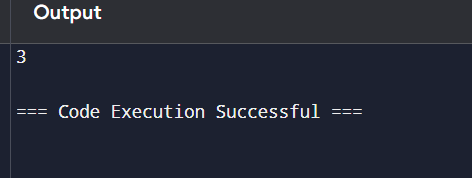 Output
3
=== Code Execution Successful ===